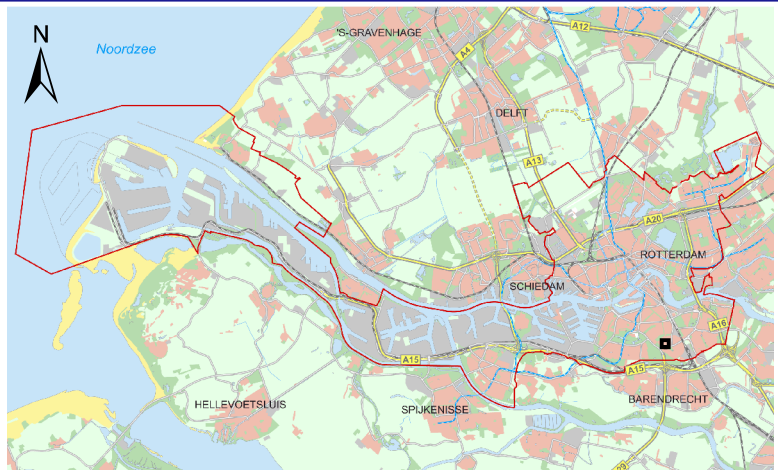 N
Noordzee
'S-GRAVENHAGE
A12
A4
DELFT
A13
A20
ROTTERDAM
SCHIEDAM
A16
A15
A15
HELLEVOETSLUIS
SPIJKENISSE
BARENDRECHT